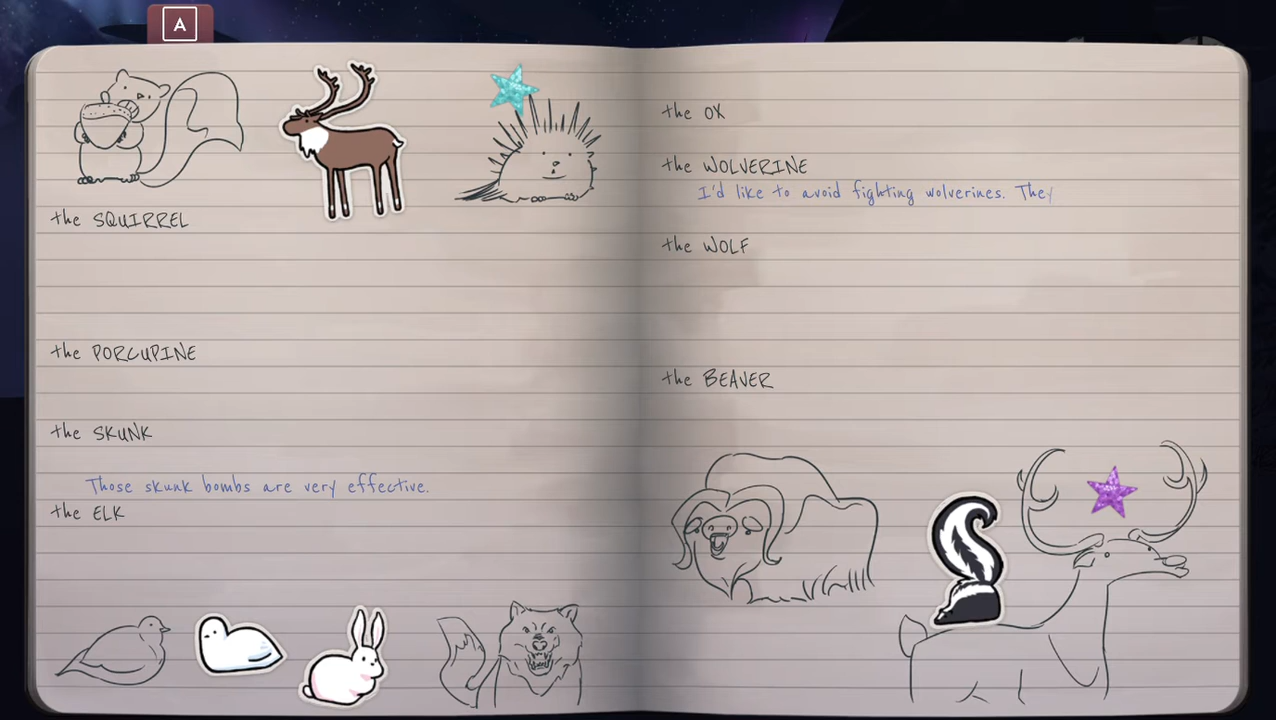 A
the SQUIRREL
the PORCUPINE
the SKUNK
Those skunk bombs are very effective.
the ELK
the OX
the WOLVERINE
I'd like to avoid fighting wolverines. They
the WOLF
the BEAVER